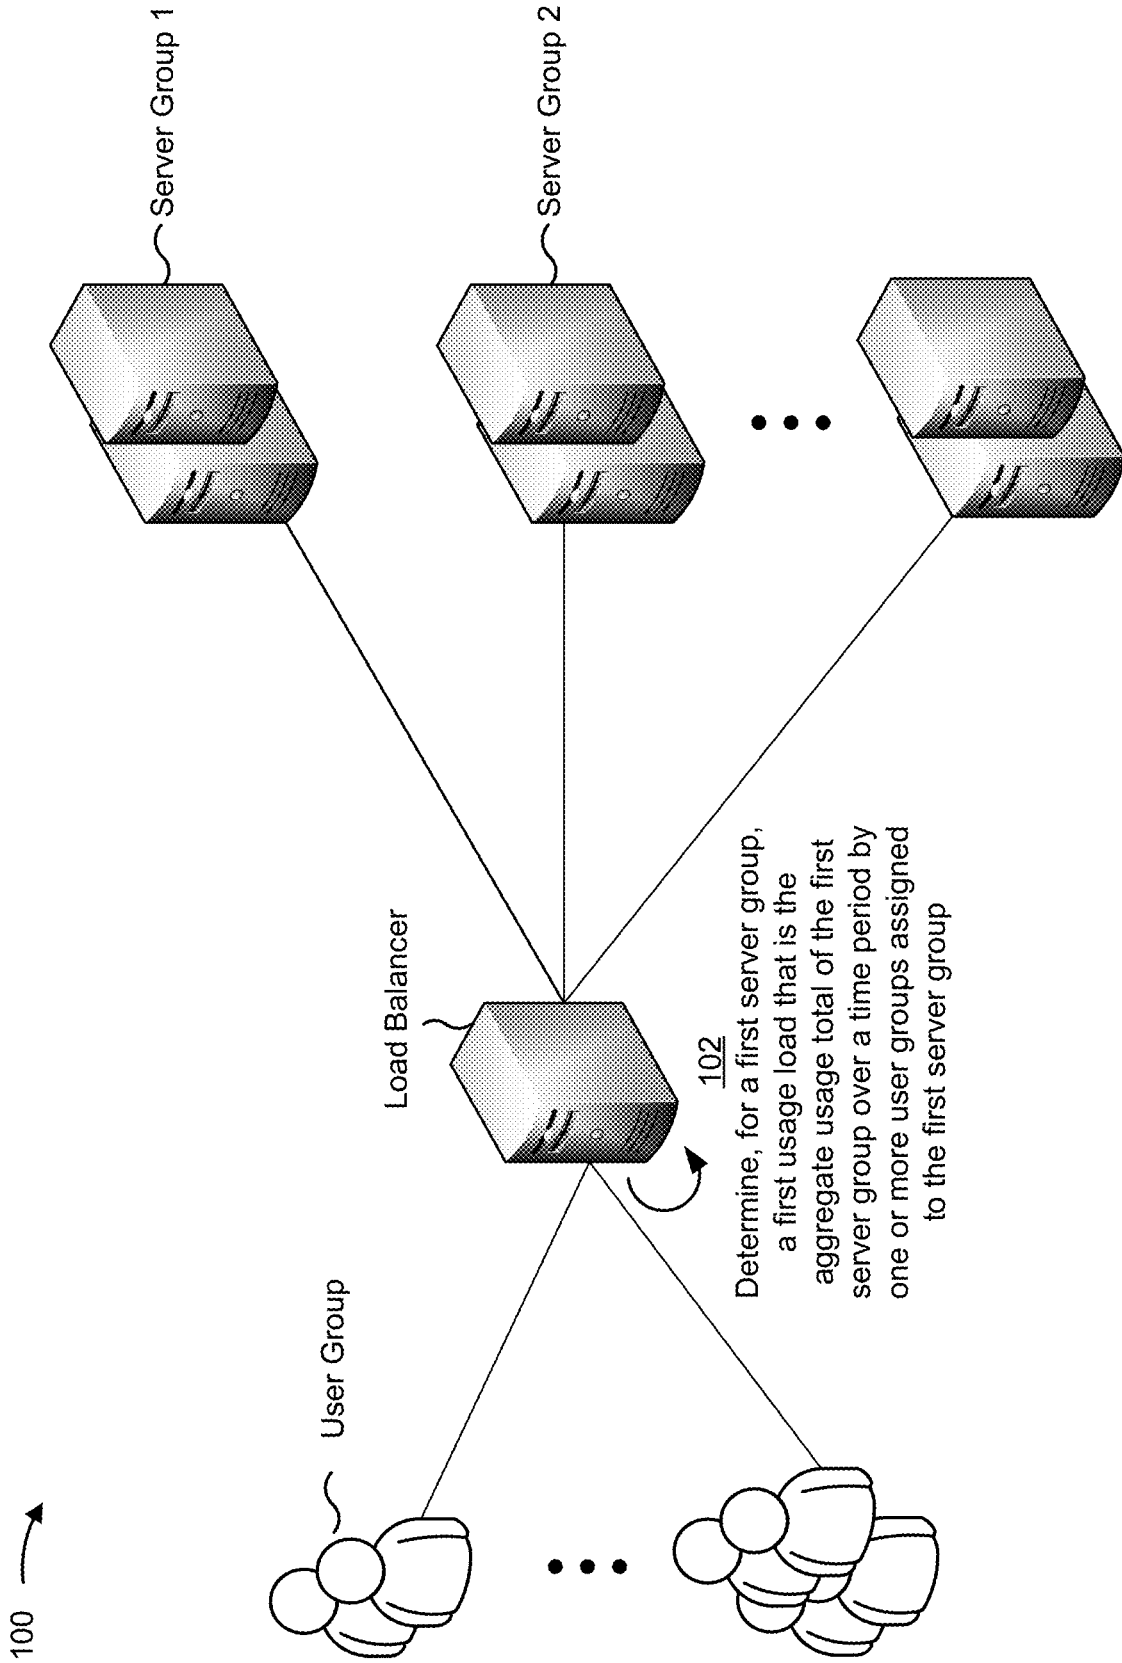 100
User Group
Load Balancer
Server Group 1
Server Group 2
102
Determine, for a first server group,
a first usage load that is the
aggregate usage total of the first
server group over a time period by
one or more user groups assigned
to the first server group